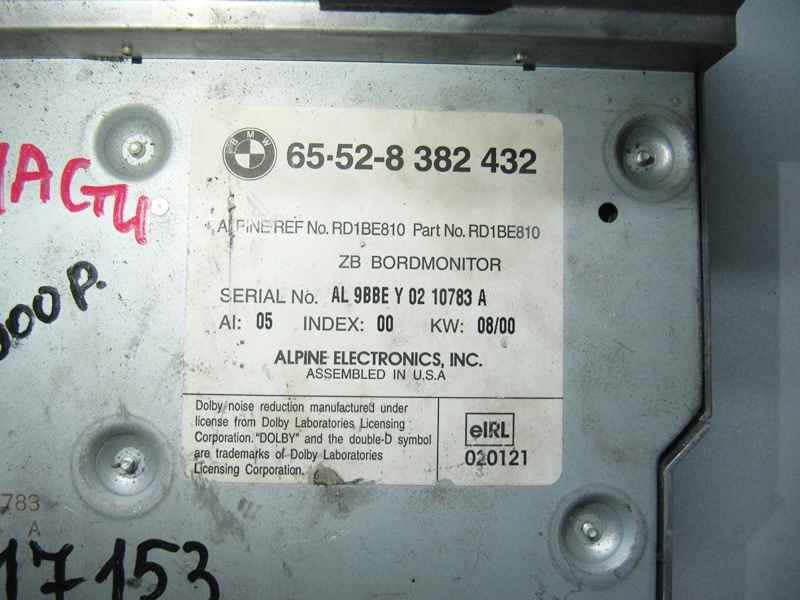 BMW
65-52-8 382 432
ALPINE REF No. RD1BE810 Part No. RD1BE810
ZB BORDMONITOR
SERIAL No. AL 9BBE Y 02 10783 A
AI: 05 INDEX: 00 KW: 08/00
ALPINE ELECTRONICS, INC.
ASSEMBLED IN U.S.A
Dolby noise reduction manufactured under
license from Dolby Laboratories Licensing
Corporation. "DOLBY" and the double-D symbol
are trademarks of Dolby Laboratories
Licensing Corporation.
eIRL
020121
000р.
783
A
17153